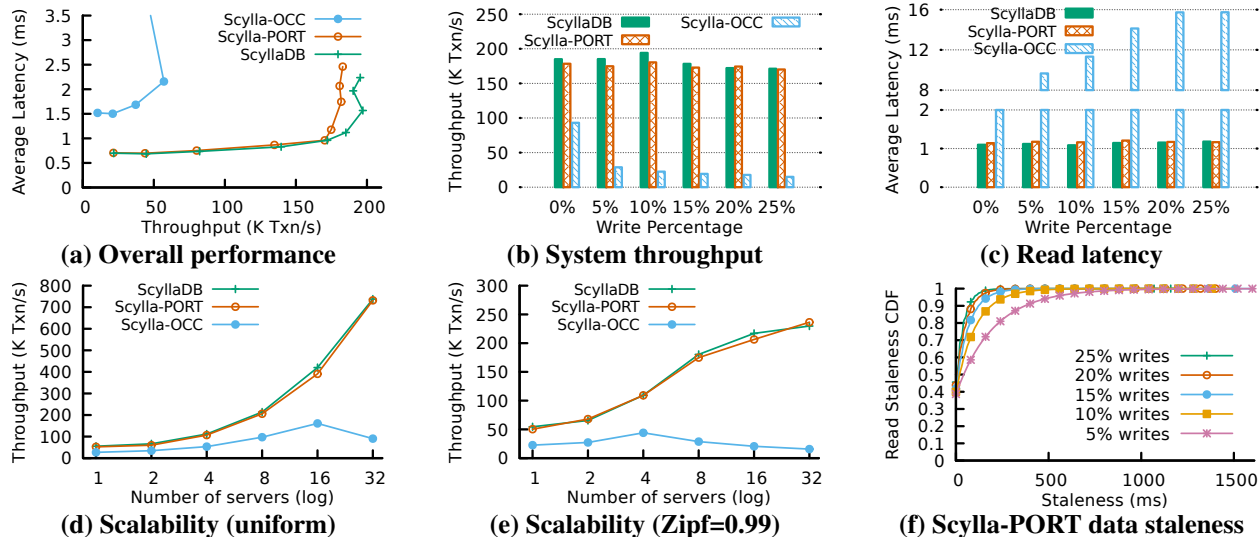 Average Latency (ms)
3.5
3
2.5
2
1.5
1
0.5
0
Scylla-OCC
Scylla-PORT
ScyllaDB
0 50 100 150 200
Throughput (K Txn/s)
(a) Overall performance
Throughput (K Txn/s)
250
200
150
100
50
0
ScyllaDB
Scylla-PORT
Scylla-OCC
0% 5% 10% 15% 20% 25%
Write Percentage
(b) System throughput
Average Latency (ms)
16
12
8
2
1
0
ScyllaDB
Scylla-PORT
Scylla-OCC
0% 5% 10% 15% 20% 25%
Write Percentage
(c) Read latency
Throughput (K Txn/s)
800
700
600
500
400
300
200
100
0
ScyllaDB
Scylla-PORT
Scylla-OCC
1 2 4 8 16 32
Number of servers (log)
(d) Scalability (uniform)
Throughput (K Txn/s)
300
250
200
150
100
50
0
ScyllaDB
Scylla-PORT
Scylla-OCC
1 2 4 8 16 32
Number of servers (log)
(e) Scalability (Zipf=0.99)
Read Staleness CDF
1
0.9
0.8
0.7
0.6
0.5
0.4
0.3
0.2
0.1
0
25% writes
20% writes
15% writes
10% writes
5% writes
0 500 1000 1500
Staleness (ms)
(f) Scylla-PORT data staleness